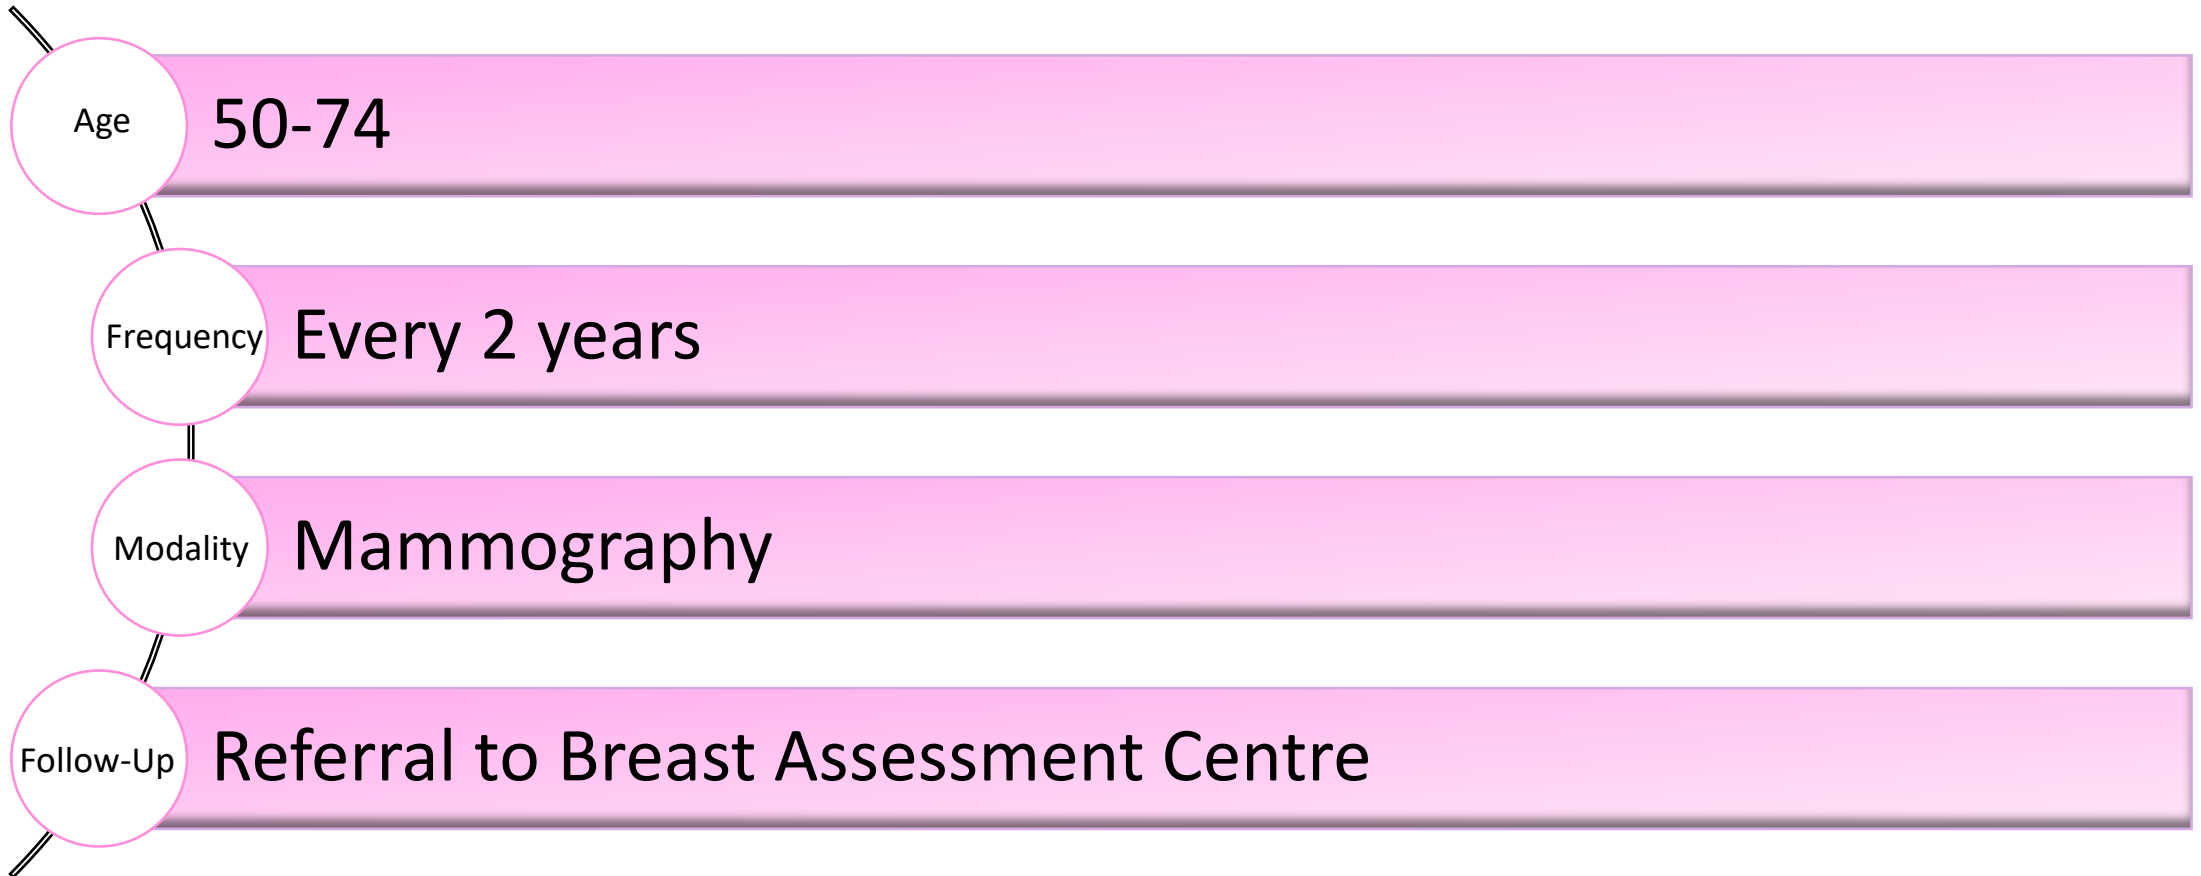 Age
50-74
Frequency
Every 2 years
Modality
Mammography
Follow-Up
Referral to Breast Assessment Centre